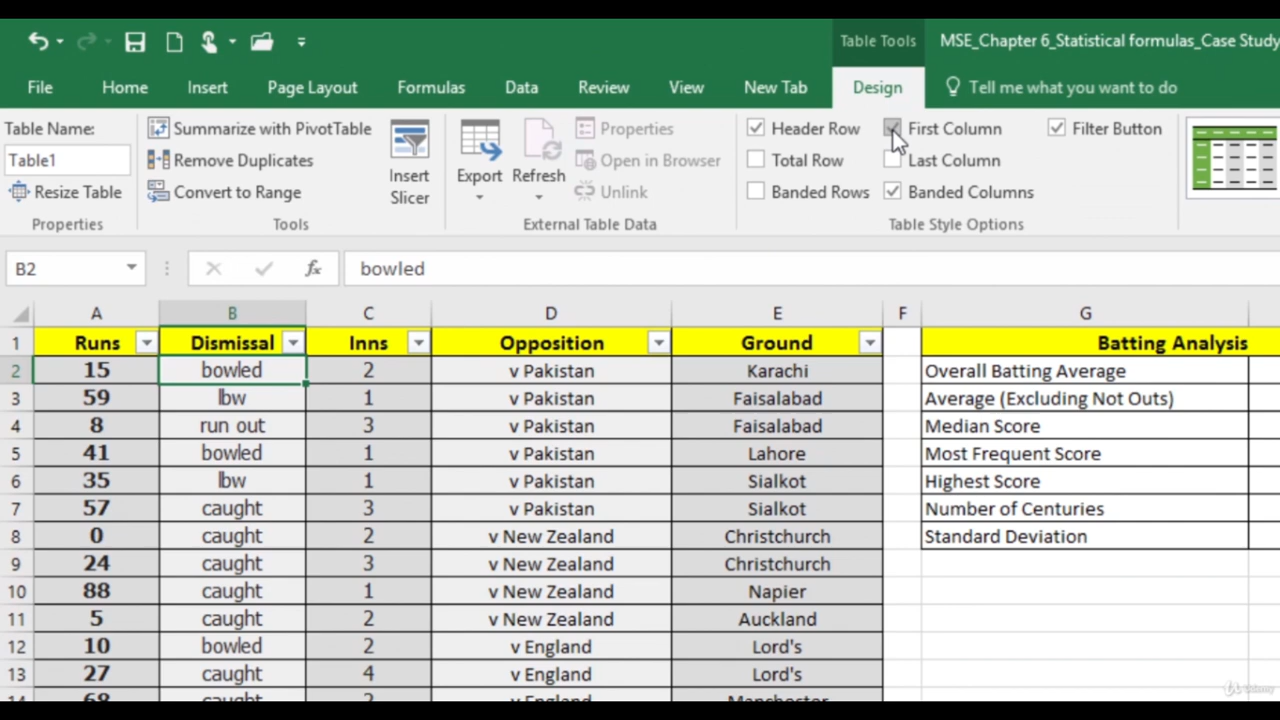 Table Tools MSE_Chapter 6_Statistical formulas_Case Study
File Home Insert Page Layout Formulas Data Review View New Tab Design Tell me what you want to do
Table Name: Summarize with PivotTable Properties Header Row First Column Filter Button
Table1 Remove Duplicates Insert Slicer Export Refresh Open in Browser Total Row Last Column
Resize Table Convert to Range Unlink Banded Rows Banded Columns
Properties Tools External Table Data Table Style Options
B2 fx bowled
A B C D E F G
1 Runs Dismissal Inns Opposition Ground Batting Analysis
2 15 bowled 2 v Pakistan Karachi Overall Batting Average
3 59 lbw 1 v Pakistan Faisalabad Average (Excluding Not Outs)
4 8 run out 3 v Pakistan Faisalabad Median Score
5 41 bowled 1 v Pakistan Lahore Most Frequent Score
6 35 lbw 1 v Pakistan Sialkot Highest Score
7 57 caught 3 v Pakistan Sialkot Number of Centuries
8 0 caught 2 v New Zealand Christchurch Standard Deviation
9 24 caught 3 v New Zealand Christchurch
10 88 caught 1 v New Zealand Napier
11 5 caught 2 v New Zealand Auckland
12 10 bowled 2 v England Lord's
13 27 caught 4 v England Lord's
14 68 caught 2 v England Manchester
Udemy